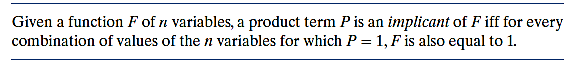 Given a function F of n variables, a product term P is an implicant of F iff for every
combination of values of the n variables for which P = 1, F is also equal to 1.